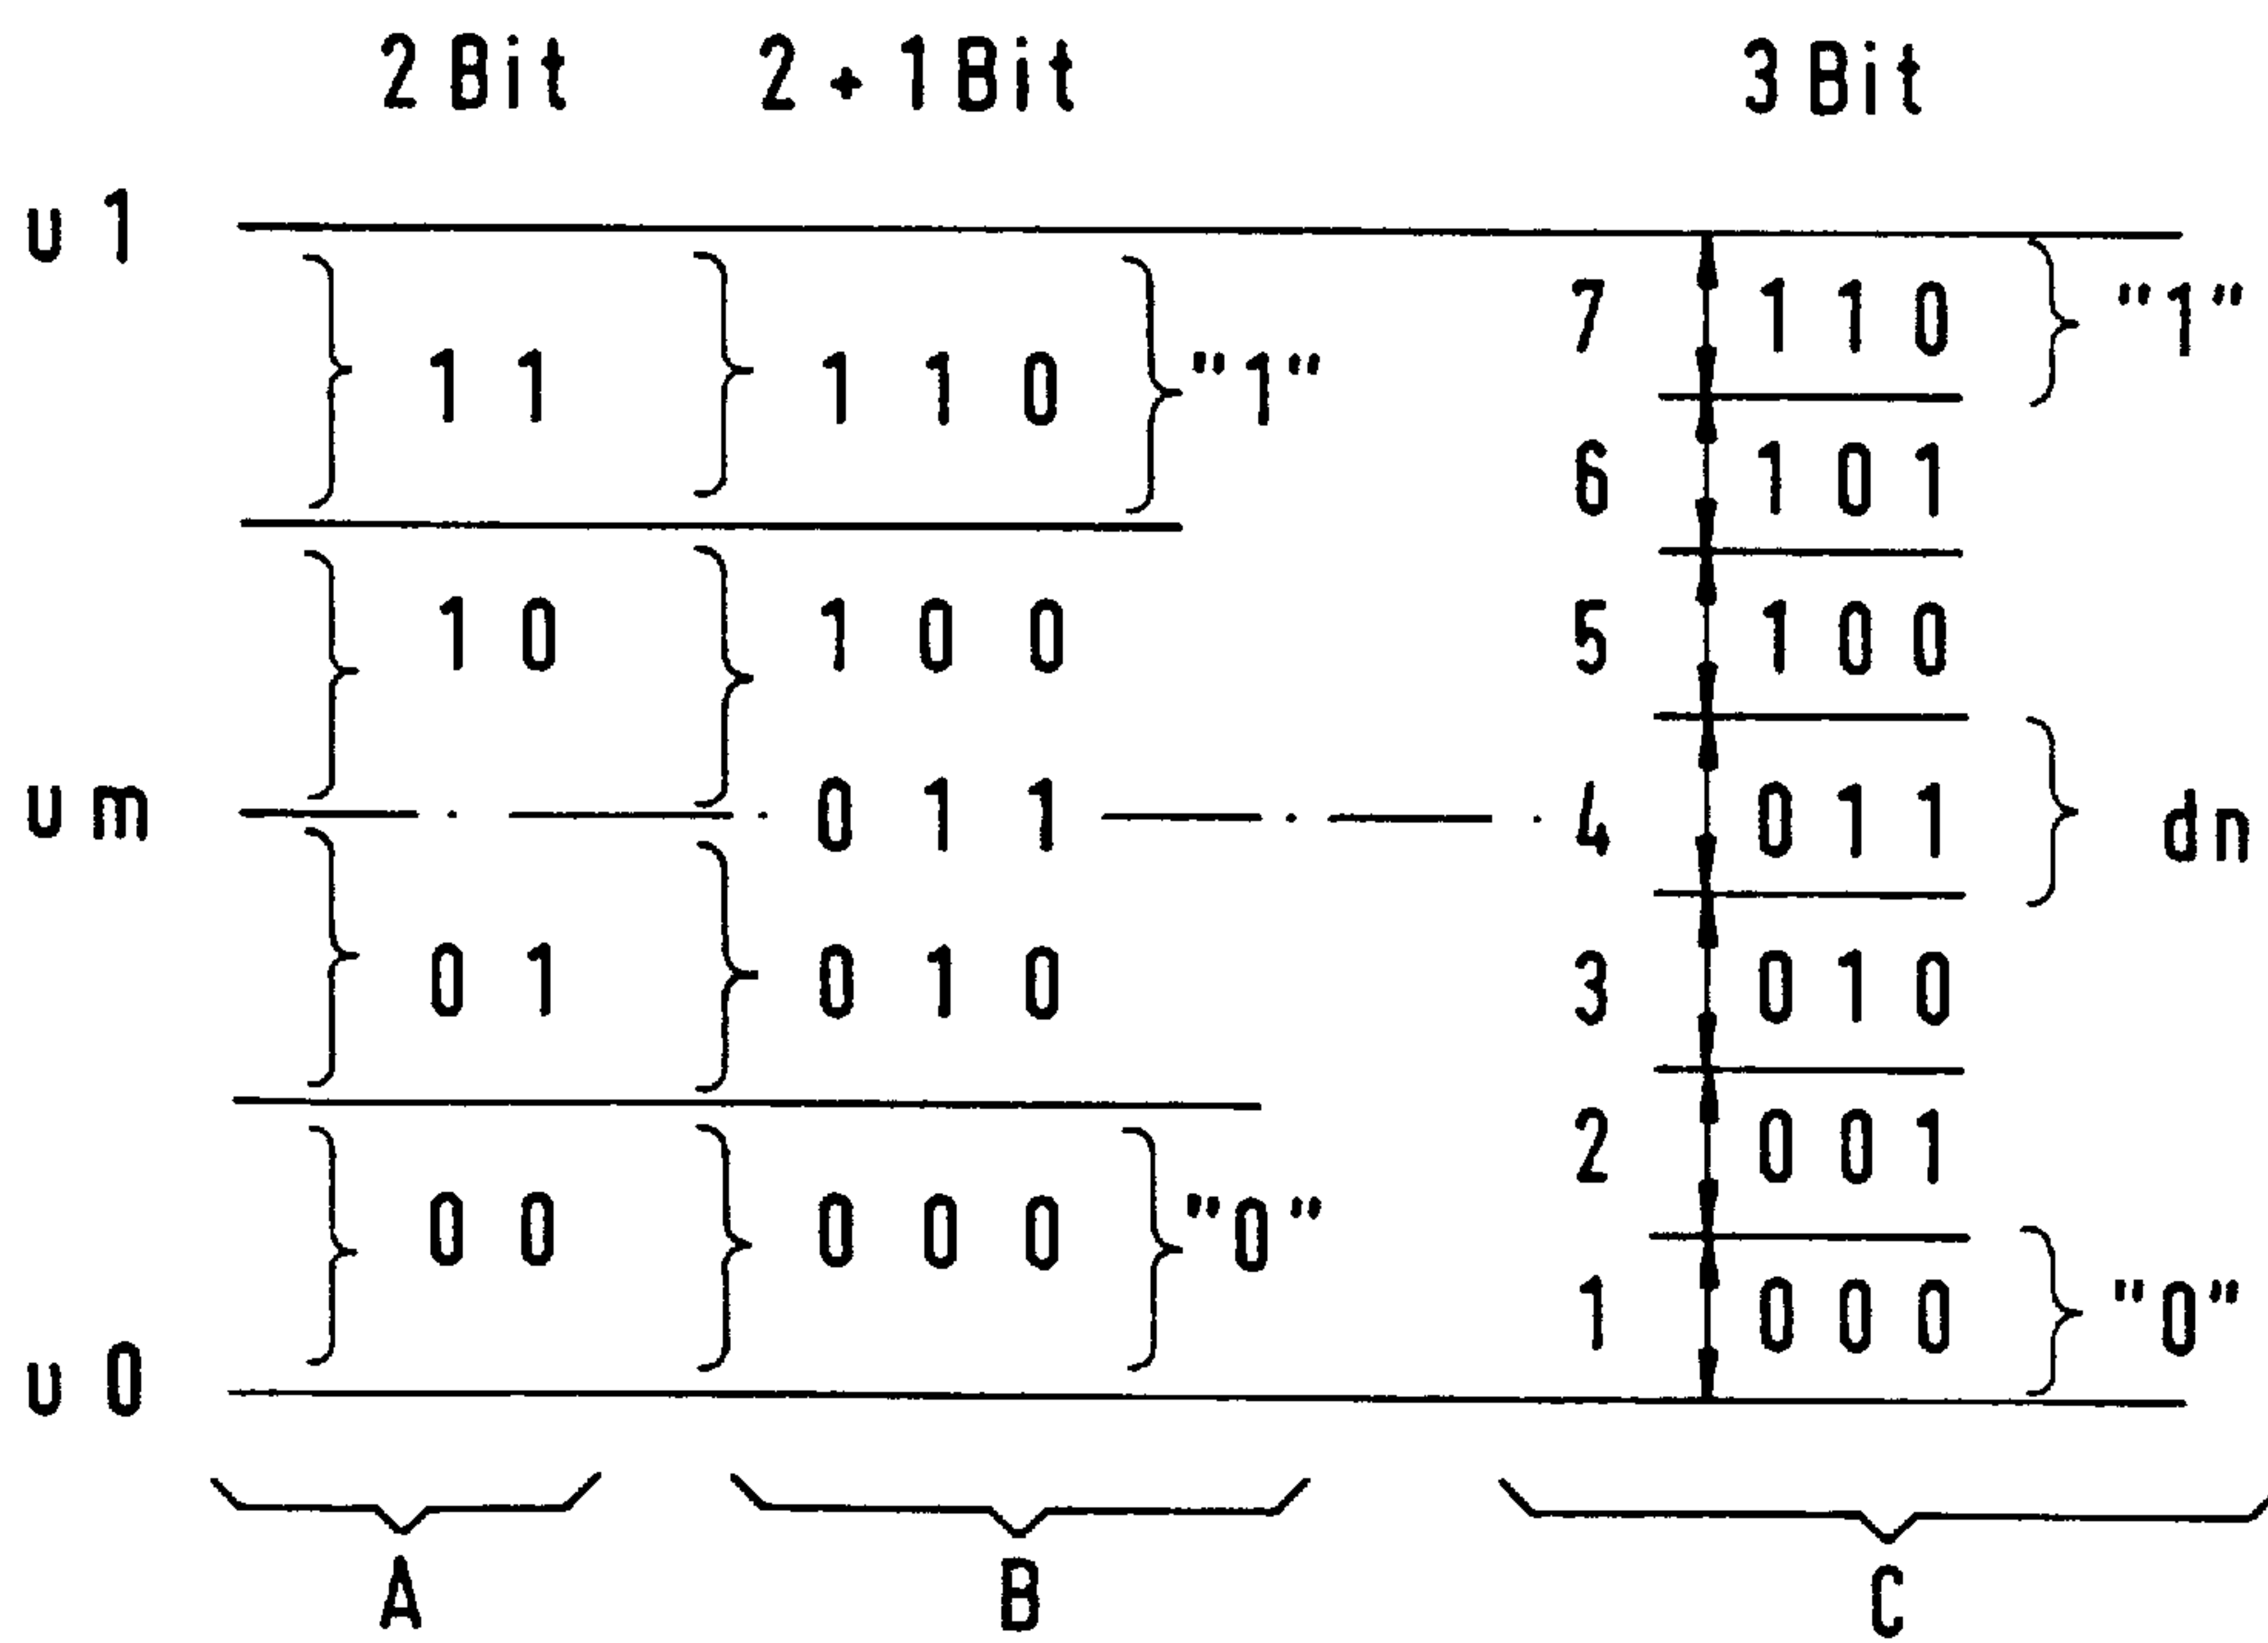 2 Bit 2 + 1 Bit 3 Bit
u 1
7 1 1 0 "1"
1 1 1 1 0 "1"
6 1 0 1
1 0 1 0 0 5 1 0 0
u m 0 1 1 4 0 1 1 dn
0 1 0 1 0 3 0 1 0
2 0 0 1
0 0 0 0 0 "0"
1 0 0 0 "0"
u 0
A B C